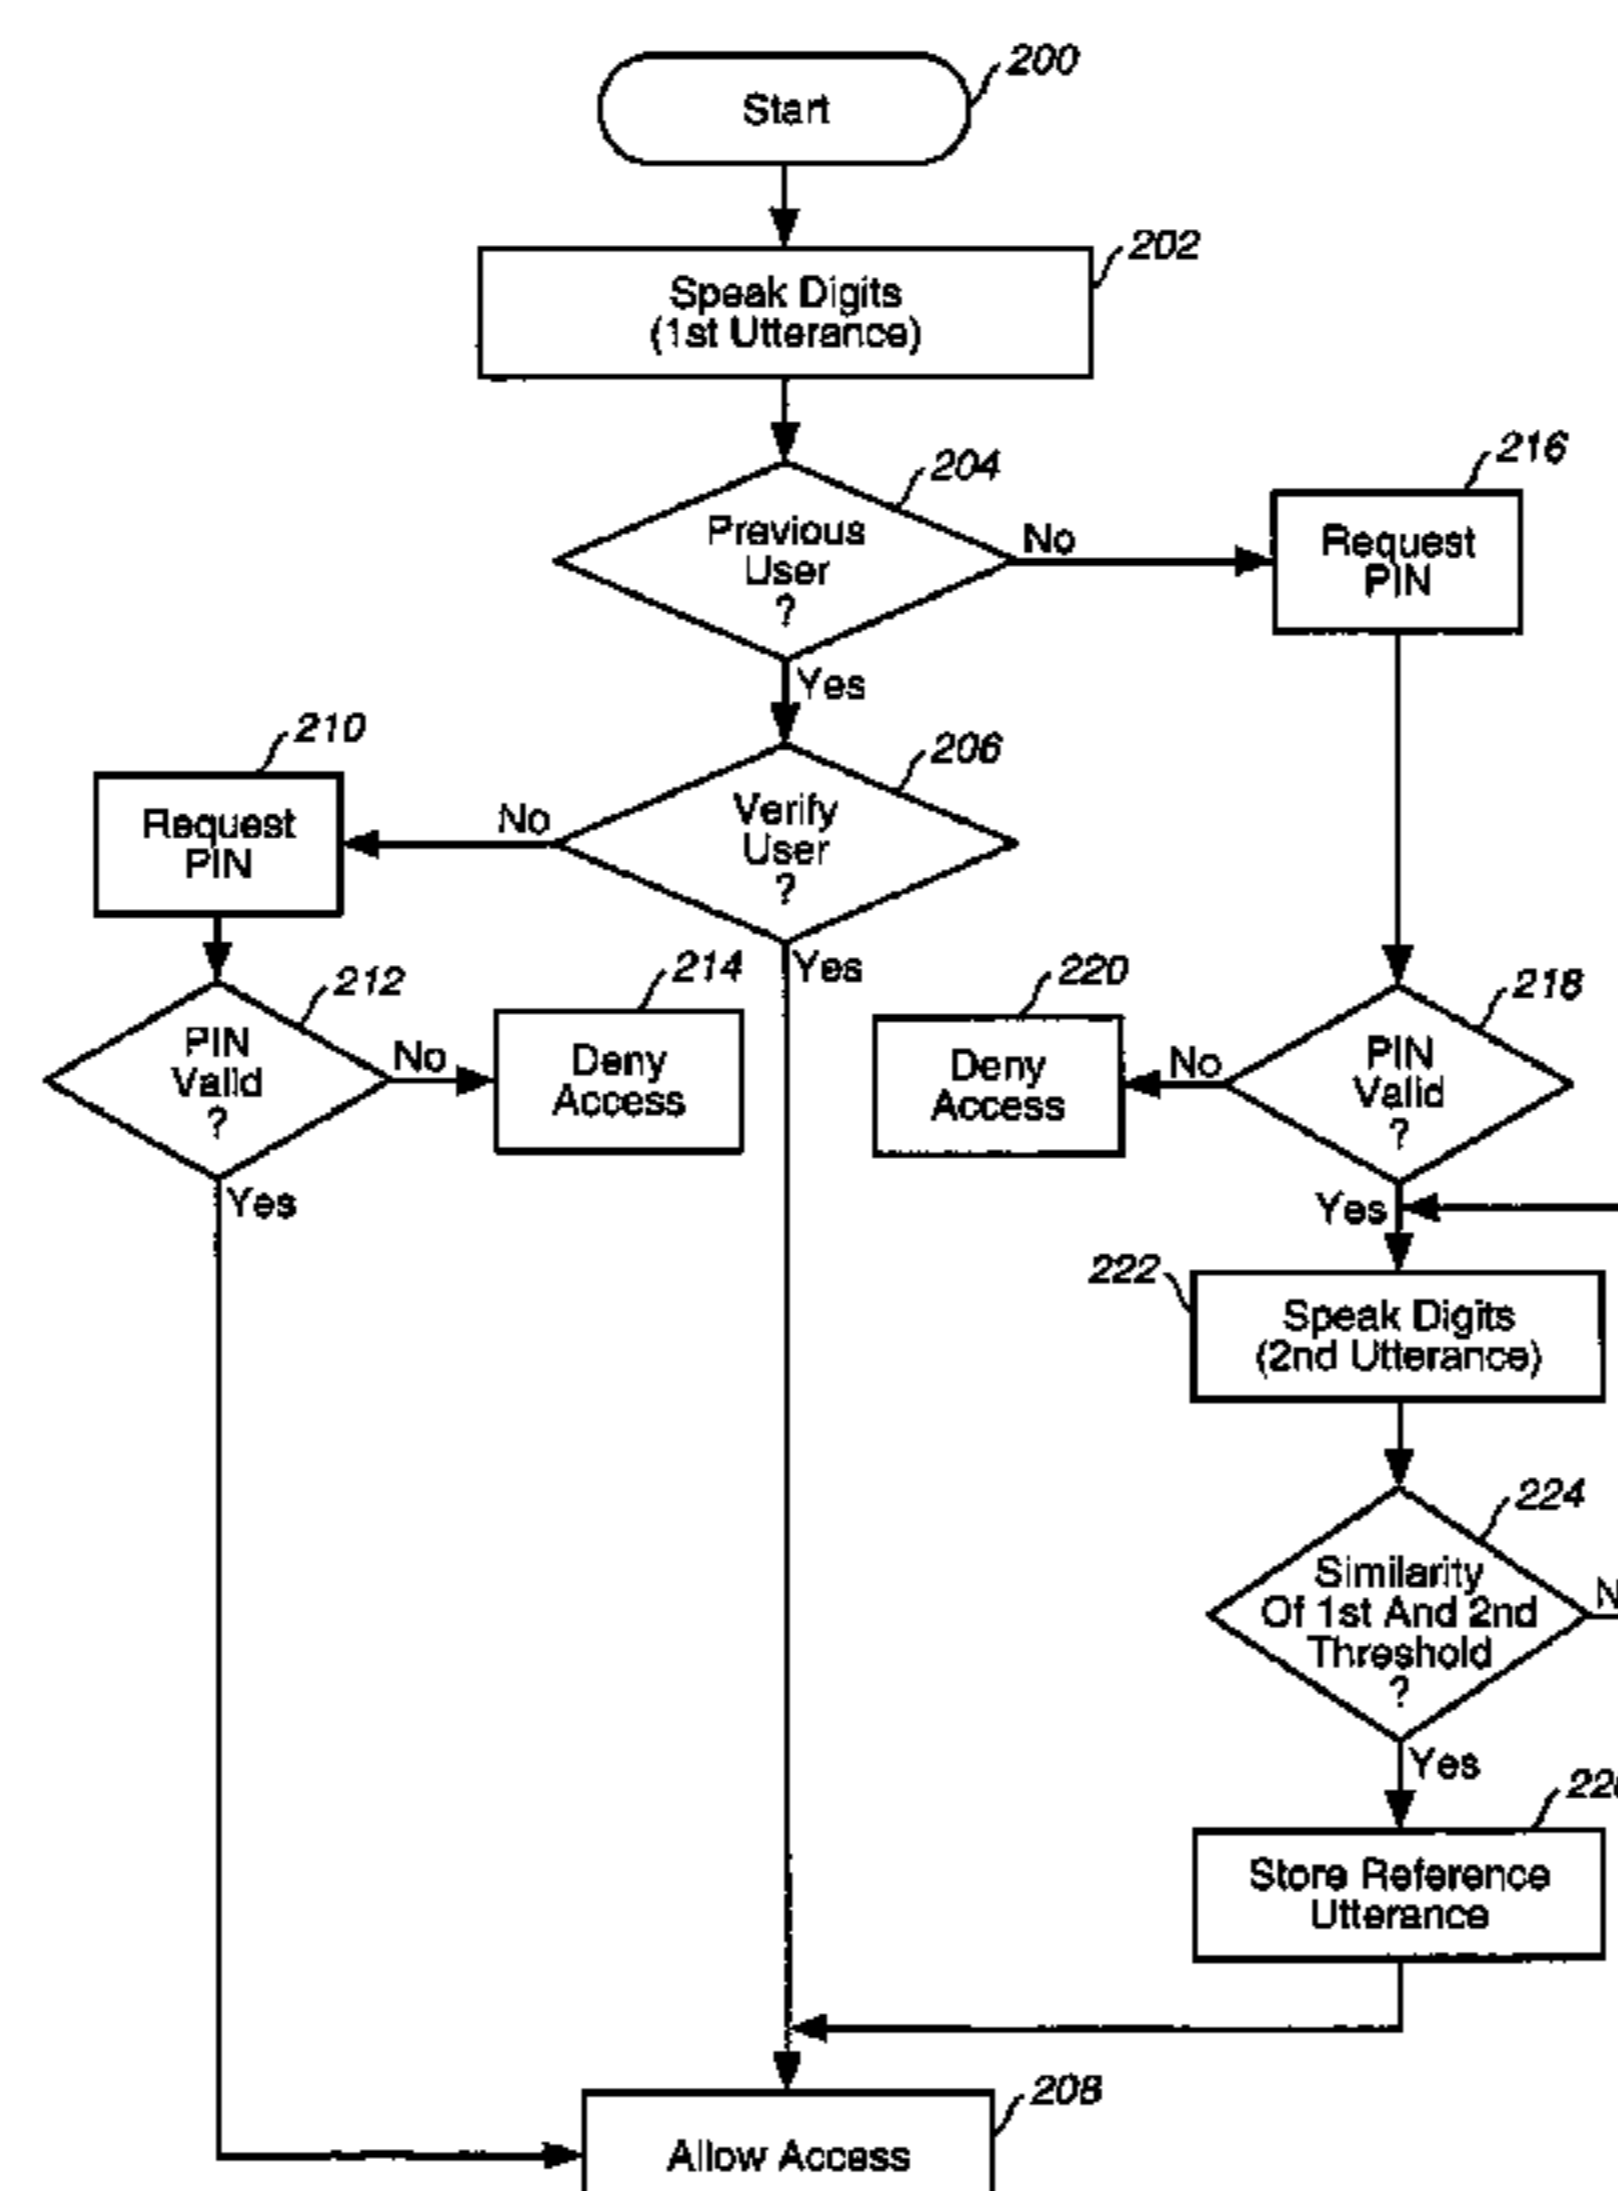 200
Start
202
Speak Digits
(1st Utterance)
204
Previous
User
?
No
216
Request
PIN
Yes
206
Verify
User
?
No
210
Request
PIN
Yes
212
PIN
Valid
?
No
214
Deny
Access
Yes
220
Deny
Access
No
218
PIN
Valid
?
Yes
222
Speak Digits
(2nd Utterance)
224
Similarity
Of 1st And 2nd
Threshold
?
Yes
Store Reference
Utterance
208
Allow Access